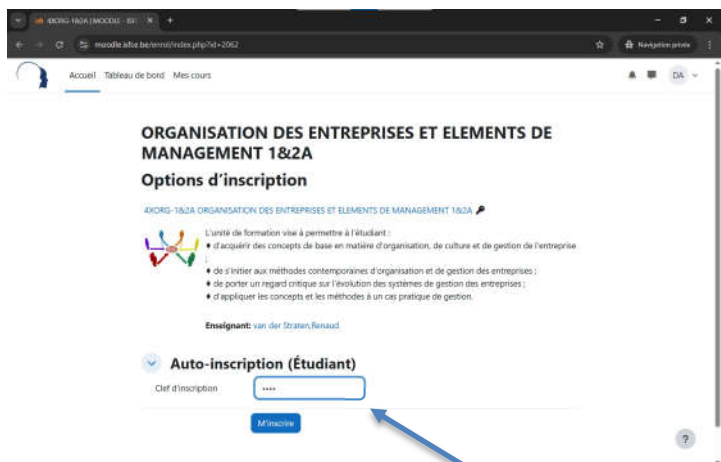 4XORG-1&2A (MOODLE - ISF
moodle.isfce.be/enrol/index.php?id=2062
Navigation privée
Accueil Tableau de bord Mes cours
DA
ORGANISATION DES ENTREPRISES ET ELEMENTS DE
MANAGEMENT 1&2A
Options d'inscription
4XORG-1&2A ORGANISATION DES ENTREPRISES ET ELEMENTS DE MANAGEMENT 1&2A
L'unité de formation vise à permettre à l'étudiant :
♦ d'acquérir des concepts de base en matière d'organisation, de culture et de gestion de l'entreprise
;
♦ de s'initier aux méthodes contemporaines d'organisation et de gestion des entreprises ;
♦ de porter un regard critique sur l'évolution des systèmes de gestion des entreprises ;
♦ d'appliquer les concepts et les méthodes à un cas pratique de gestion.
Enseignant: van der Straten,Renaud
Auto-inscription (Étudiant)
Clef d'inscription ••••
M'inscrire
?